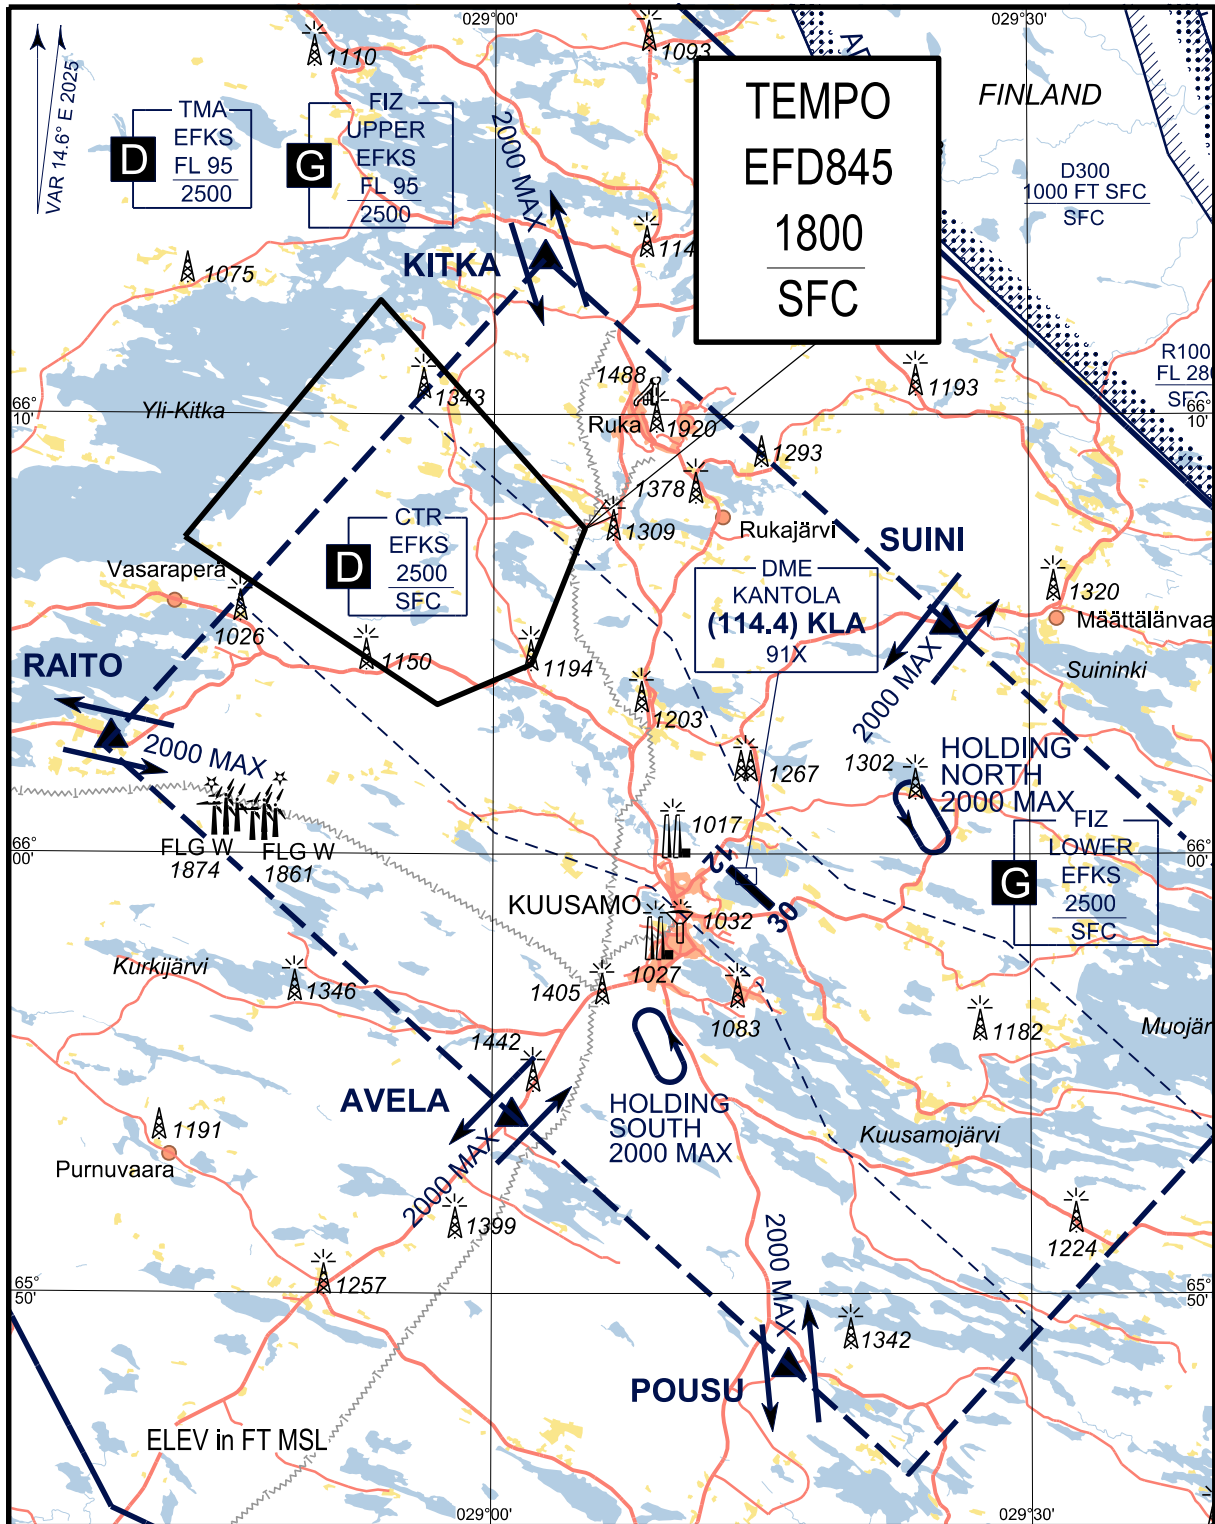 029°00'
029°30'
1110
1093
VAR 14.6° E 2025
TMA
EFKS
FL 95
2500
D
FIZ
UPPER
EFKS
FL 95
2500
G
2000 MAX
TEMPO
EFD845
1800
SFC
FINLAND
D300
1000 FT SFC
SFC
KITKA
1075
R100
SFC
1193
1343
1488
66°
10'
66°
10'
Yli-Kitka
Ruka
1920
1293
1378
1309
Rukajärvi
SUINI
CTR
EFKS
2500
SFC
D
Vasaraperä
1026
DME
KANTOLA
(114.4) KLA
91X
1320
Määttälänvaa
RAITO
1150
1194
Suininki
2000 MAX
1203
2000 MAX
1302
HOLDING
NORTH
2000 MAX
1267
1017
FLG W
1874
FLG W
1861
FIZ
LOWER
EFKS
2500
SFC
G
66°
00'
12
30
KUUSAMO
1032
1027
1405
1083
Kurkijärvi
1346
1182
Muojär
1442
AVELA
HOLDING
SOUTH
2000 MAX
Kuusamojärvi
1191
Purnuvaara
2000 MAX
1399
2000 MAX
1224
1257
65°
50'
65°
50'
1342
POUSU
ELEV in FT MSL
029°00'
029°30'